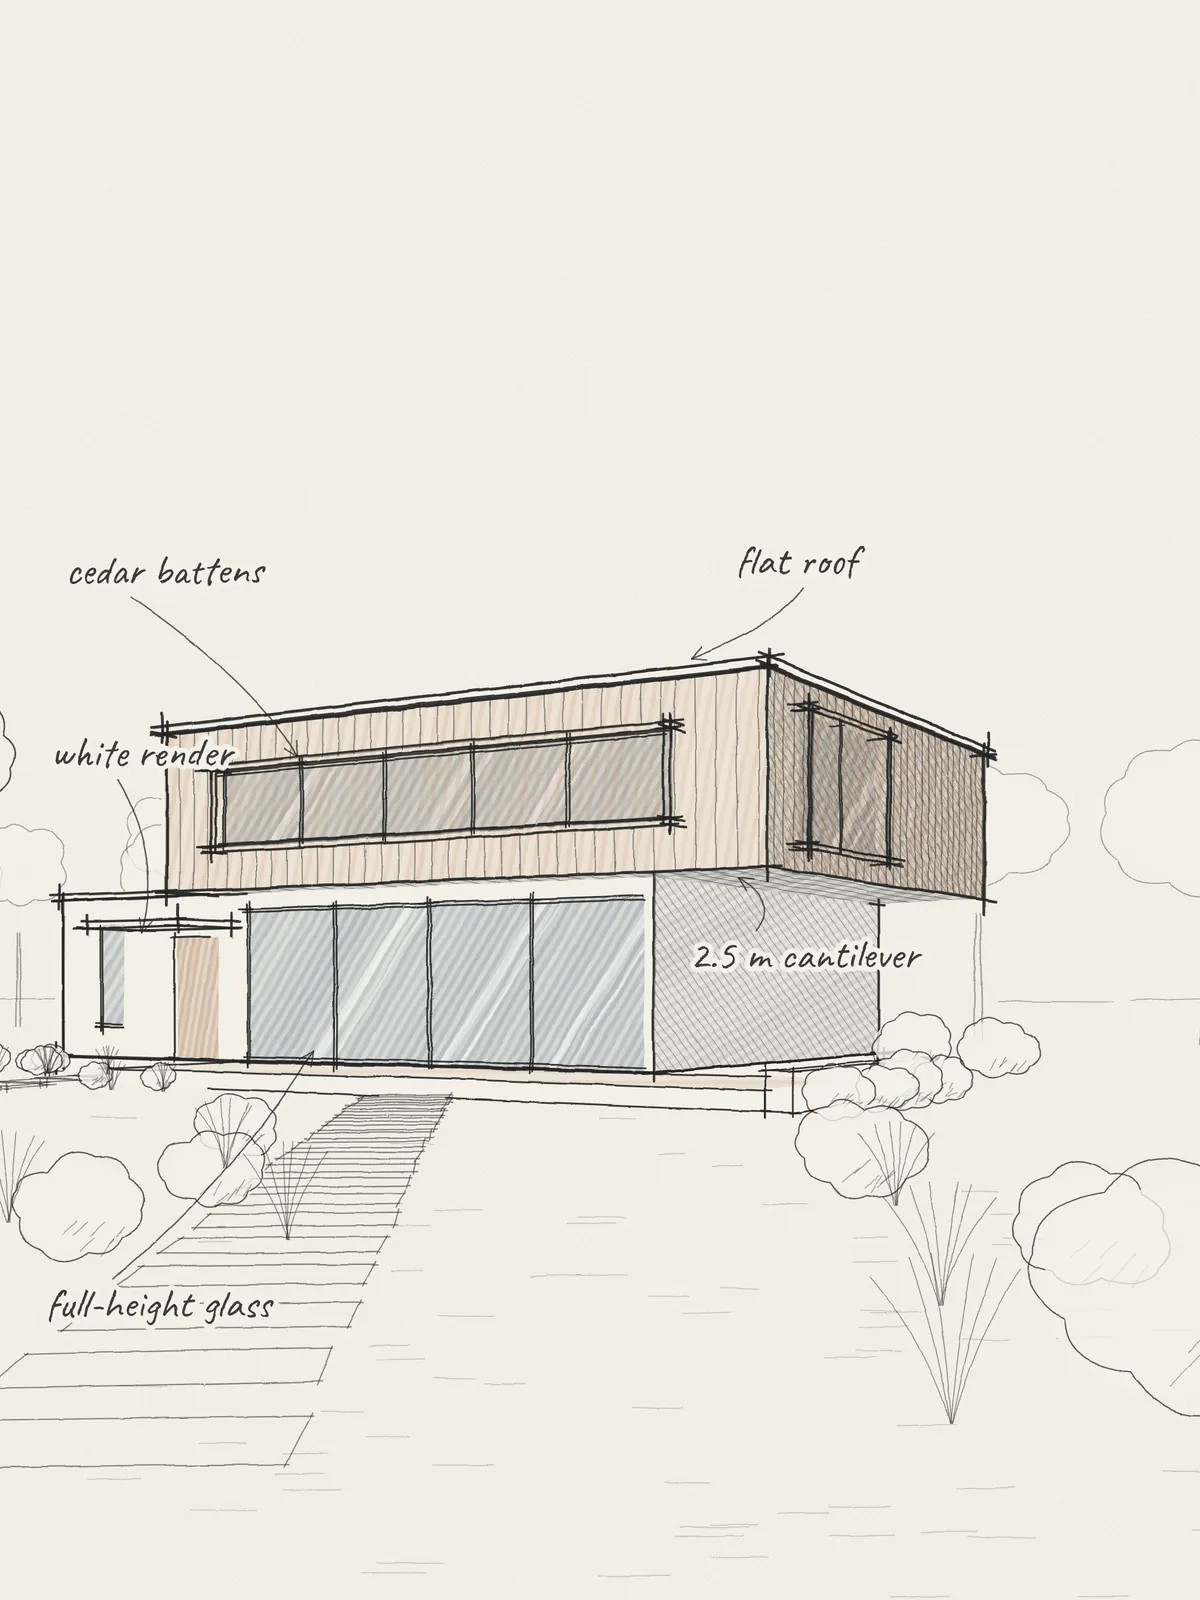 flat roof
cedar battens
white render
2.5 m cantilever
full-height glass